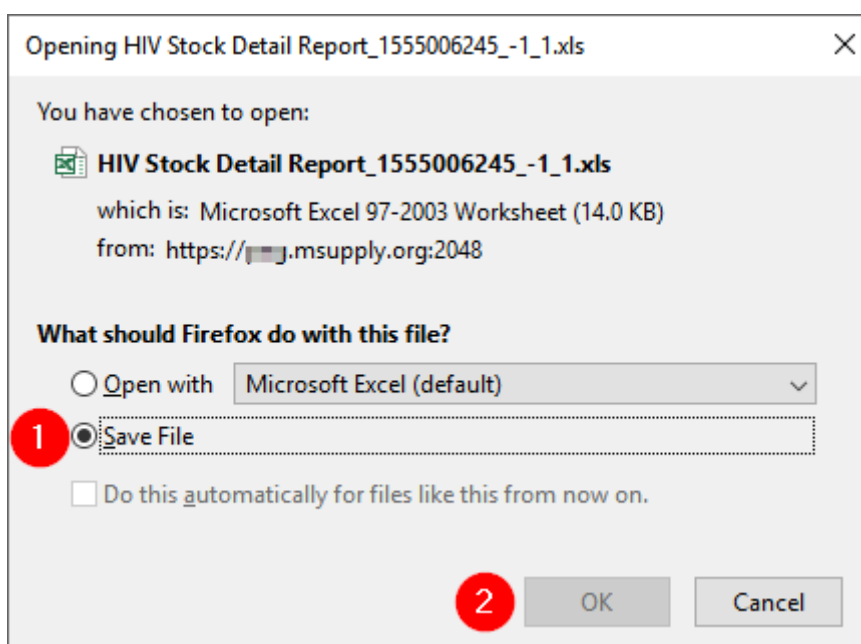 Opening HIV Stock Detail Report_1555006245_-1_1.xls
You have chosen to open:
HIV Stock Detail Report_1555006245_-1_1.xls
which is: Microsoft Excel 97-2003 Worksheet (14.0 KB)
from: https://.msupply.org:2048
What should Firefox do with this file?
Open with Microsoft Excel (default)
1 Save File
Do this automatically for files like this from now on.
2 OK Cancel